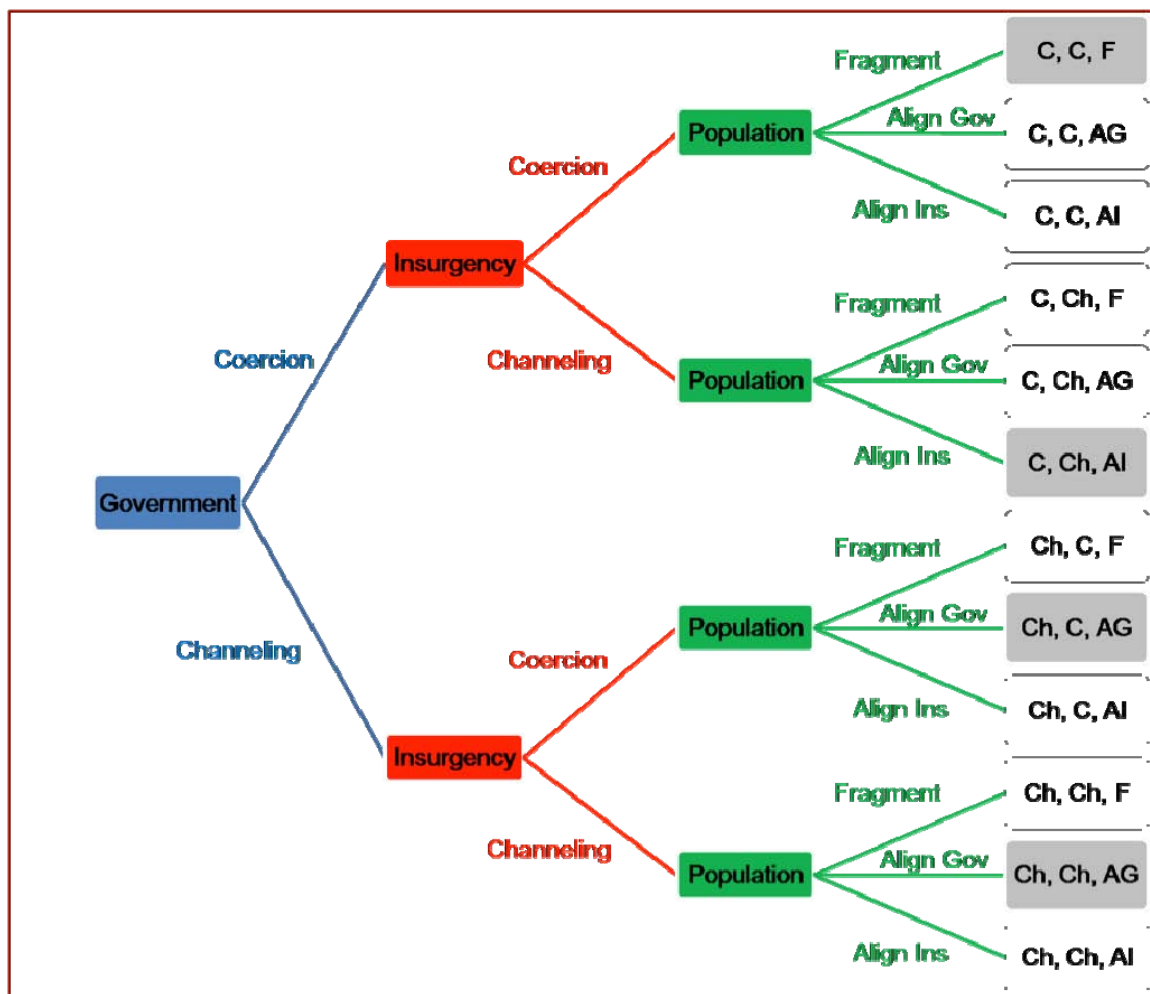 Fragment
C, C, F
Population
Align Gov
C, C, AG
Coercion
Align Ins
C, C, AI
Insurgency
Fragment
C, Ch, F
Coercion
Channeling
Population
Align Gov
C, Ch, AG
Align Ins
C, Ch, AI
Government
Fragment
Ch, C, F
Channeling
Population
Align Gov
Ch, C, AG
Coercion
Align Ins
Ch, C, AI
Insurgency
Fragment
Ch, Ch, F
Channeling
Population
Align Gov
Ch, Ch, AG
Align Ins
Ch, Ch, AI